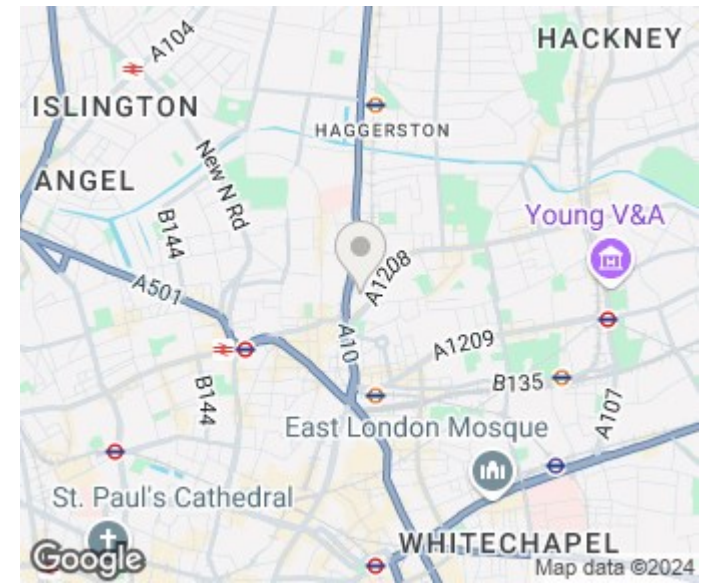 A104
HACKNEY
ISLINGTON
HAGGERSTON
New N Rd
ANGEL
B144
Young V&A
A1208
A501
A10
A1209
B144
B135
A107
East London Mosque
St. Paul's Cathedral
WHITECHAPEL
Google
Map data ©2024